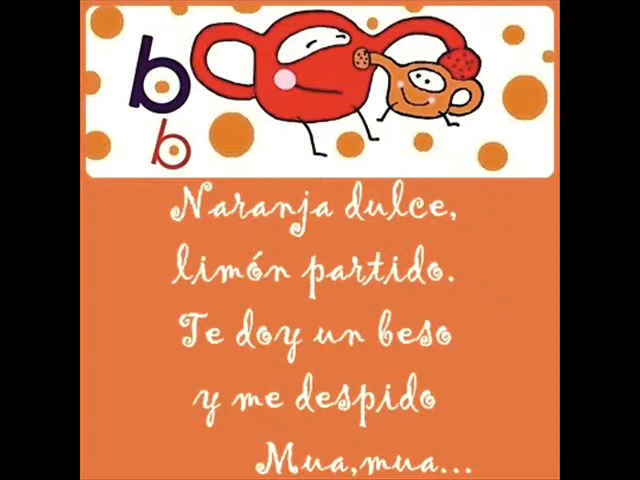 b
b
Naranja dulce,
limón partido.
Te doy un beso
y me despido
Mua,mua...